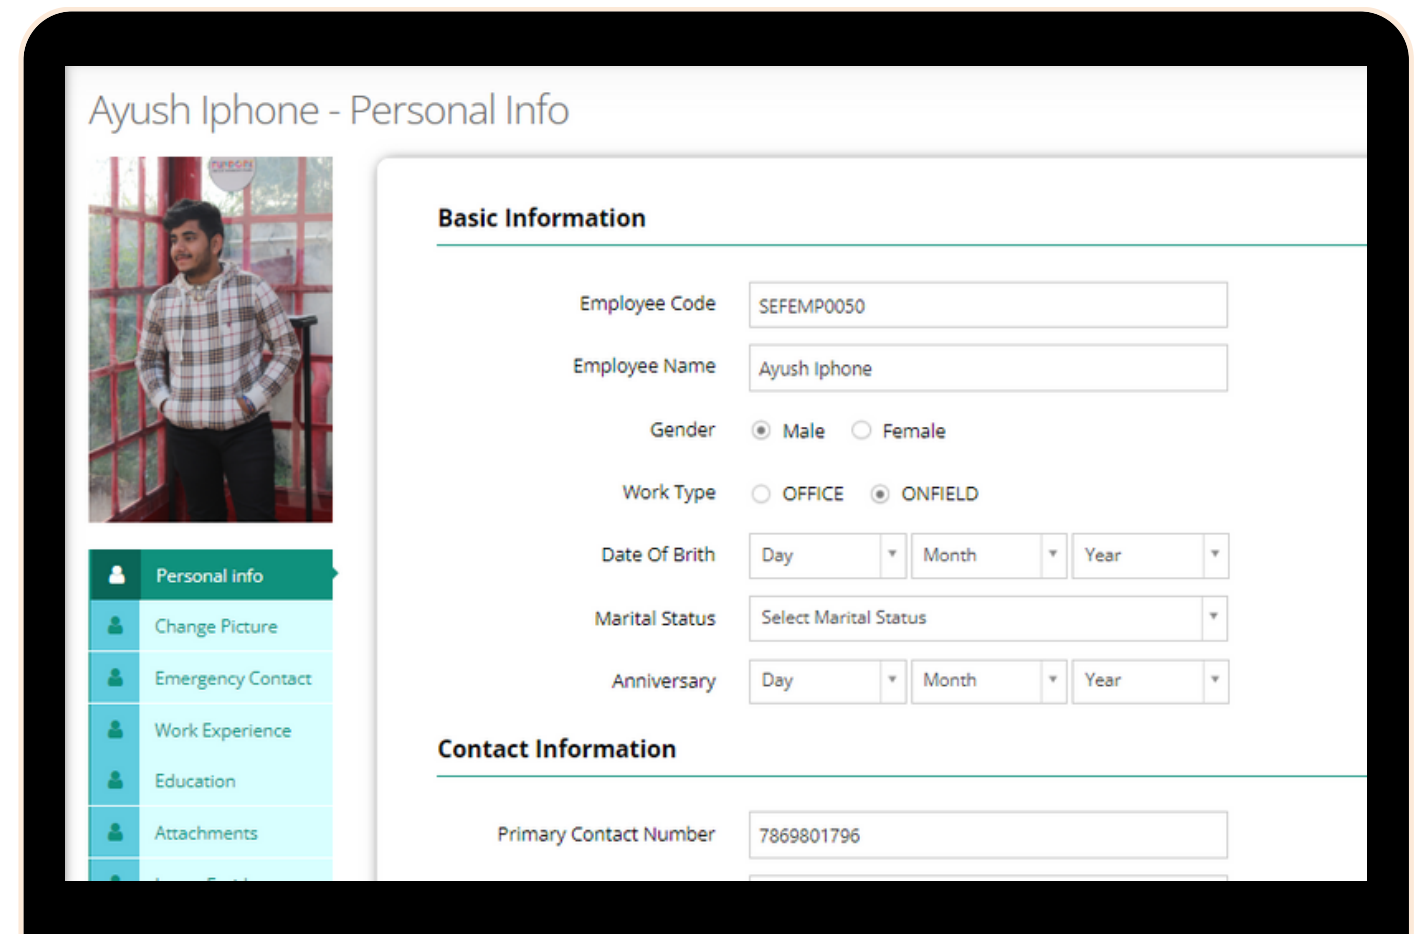 Ayush Iphone - Personal Info
Basic Information
Employee Code
SEFEMP0050
Employee Name
Ayush Iphone
Gender
Male
Female
Work Type
OFFICE
ONFIELD
Date Of Brith
Day
Month
Year
Marital Status
Select Marital Status
Anniversary
Day
Month
Year
Contact Information
Primary Contact Number
7869801796
Personal info
Change Picture
Emergency Contact
Work Experience
Education
Attachments